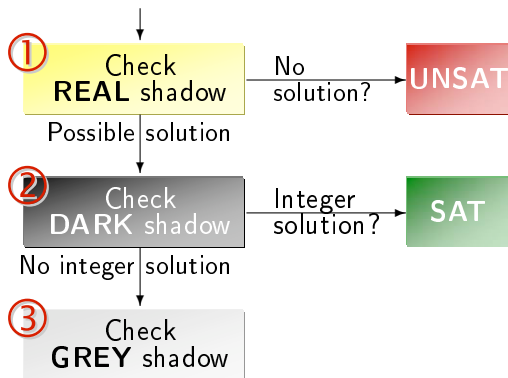 1
Check
REAL shadow
No
solution?
UNSAT
Possible solution
2
Check
DARK shadow
Integer
solution?
SAT
No integer solution
3
Check
GREY shadow